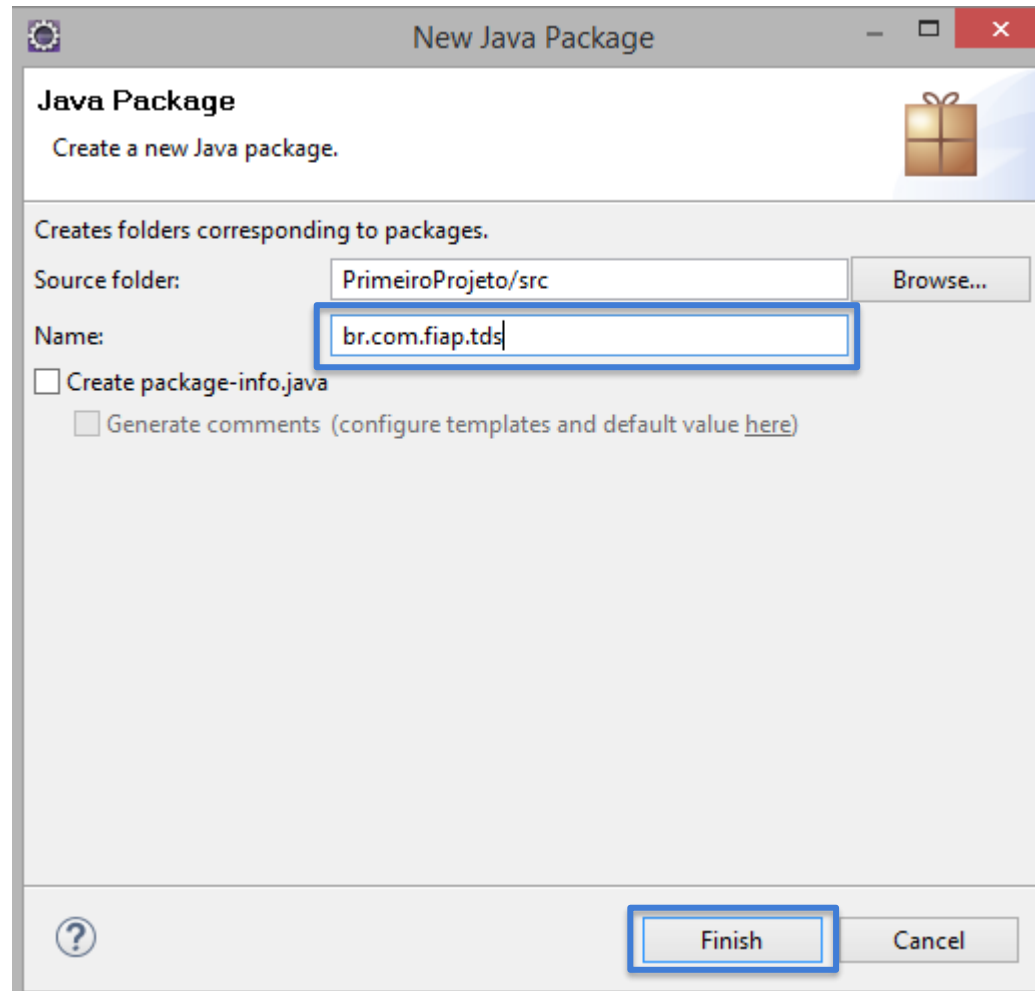 New Java Package
Java Package
Create a new Java package.
Creates folders corresponding to packages.
Source folder: PrimeiroProjeto/src Browse...
Name: br.com.fiap.tds
Create package-info.java
Generate comments (configure templates and default value here)
Finish Cancel